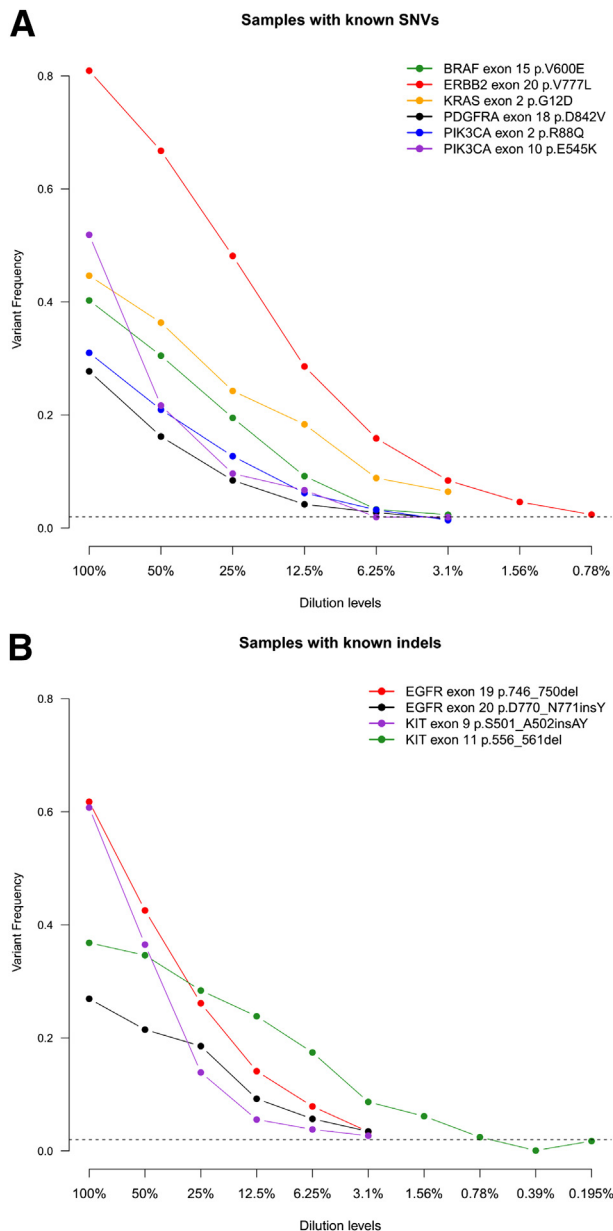 A
Samples with known SNVs
BRAF exon 15 p.V600E
ERBB2 exon 20 p.V777L
KRAS exon 2 p.G12D
PDGFRA exon 18 p.D842V
PIK3CA exon 2 p.R88Q
PIK3CA exon 10 p.E545K
Variant Frequency
0.8
0.6
0.4
0.2
0.0
100% 50% 25% 12.5% 6.25% 3.1% 1.56% 0.78%
Dilution levels
B
Samples with known indels
EGFR exon 19 p.746_750del
EGFR exon 20 p.D770_N771insY
KIT exon 9 p.S501_A502insAY
KIT exon 11 p.556_561del
Variant Frequency
0.8
0.6
0.4
0.2
0.0
100% 50% 25% 12.5% 6.25% 3.1% 1.56% 0.78% 0.39% 0.195%
Dilution levels